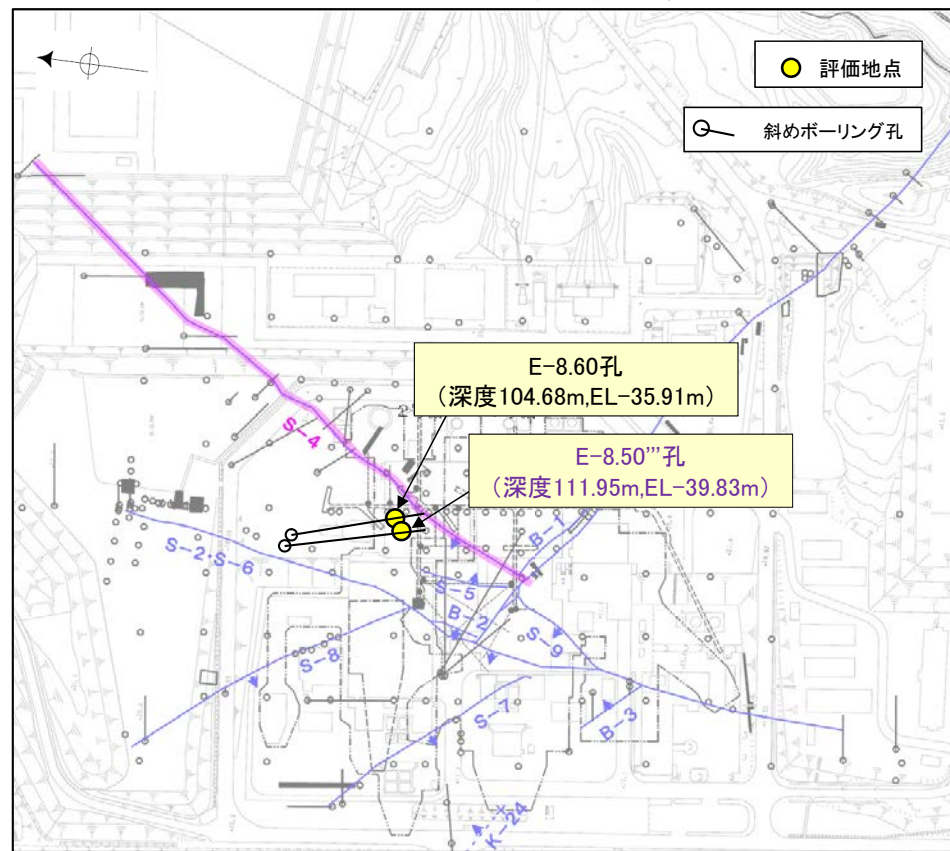 評価地点
斜めボーリング孔
E-8.60孔
(深度104.68m,EL-35.91m)
E-8.50'''孔
(深度111.95m,EL-39.83m)
S-4
S-2・S-6
B-1
S-5
B-2
S-9
S-8
S-7
B-3
K-24